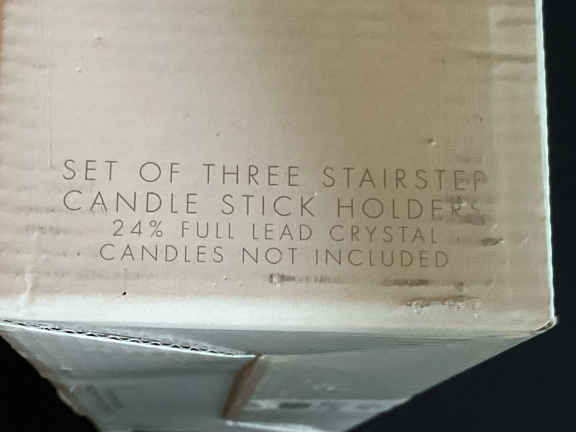 SET OF THREE STAIRSTEP
CANDLE STICK HOLDERS
24% FULL LEAD CRYSTAL
CANDLES NOT INCLUDED